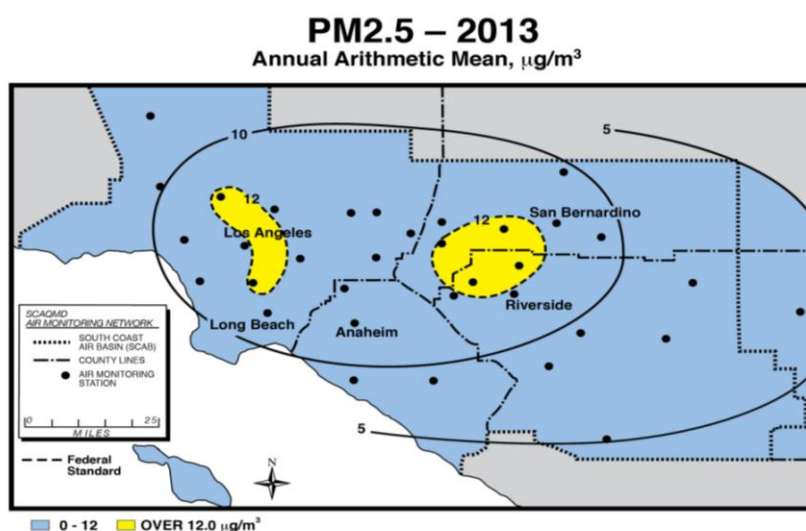 PM2.5 – 2013
Annual Arithmetic Mean, µg/m³
10
5
12
12
San Bernardino
Los Angeles
Riverside
Long Beach
Anaheim
5
SCAQMD
AIR MONITORING NETWORK
SOUTH COAST
AIR BASIN (SCAB)
COUNTY LINES
AIR MONITORING
STATION
0 25
MILES
Federal
Standard
N
0 - 12 OVER 12.0 µg/m³